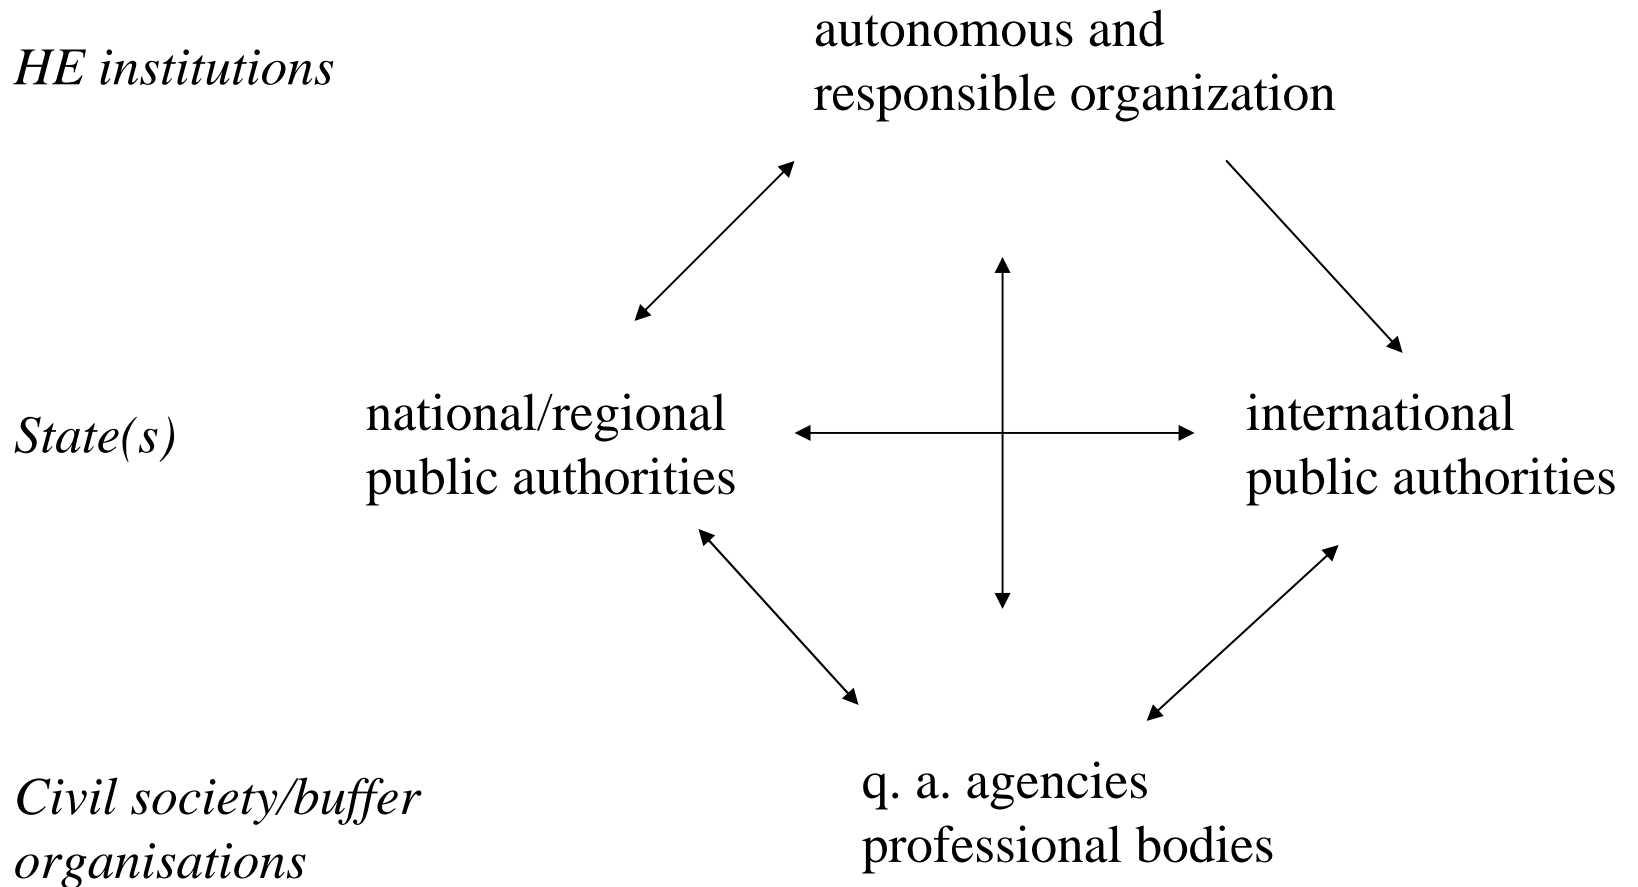 HE institutions
autonomous and
responsible organization
State(s)
national/regional
public authorities
international
public authorities
Civil society/buffer
organisations
q. a. agencies
professional bodies